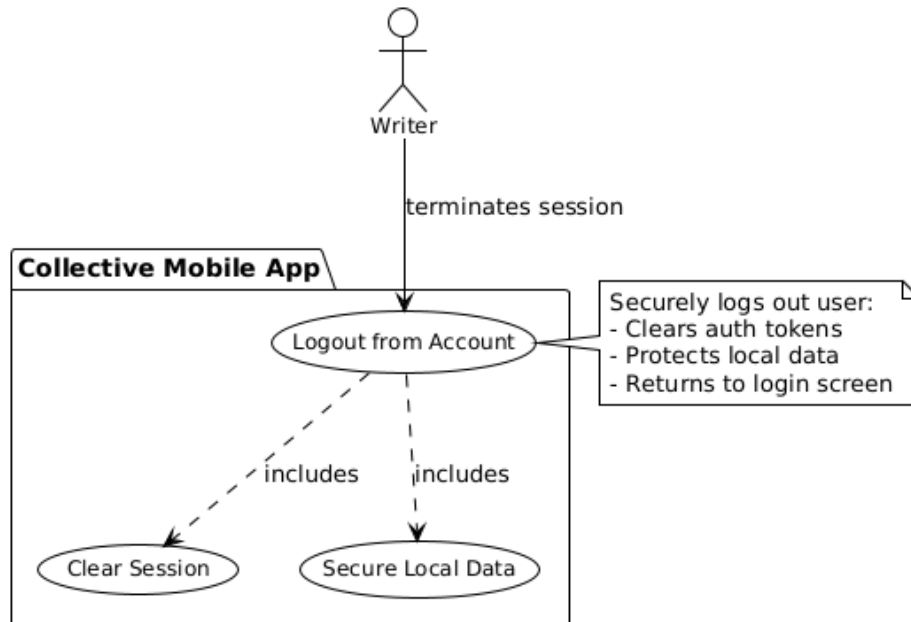 Writer
terminates session
Collective Mobile App
Securely logs out user:
- Clears auth tokens
- Protects local data
- Returns to login screen
Logout from Account
includes
includes
Clear Session
Secure Local Data